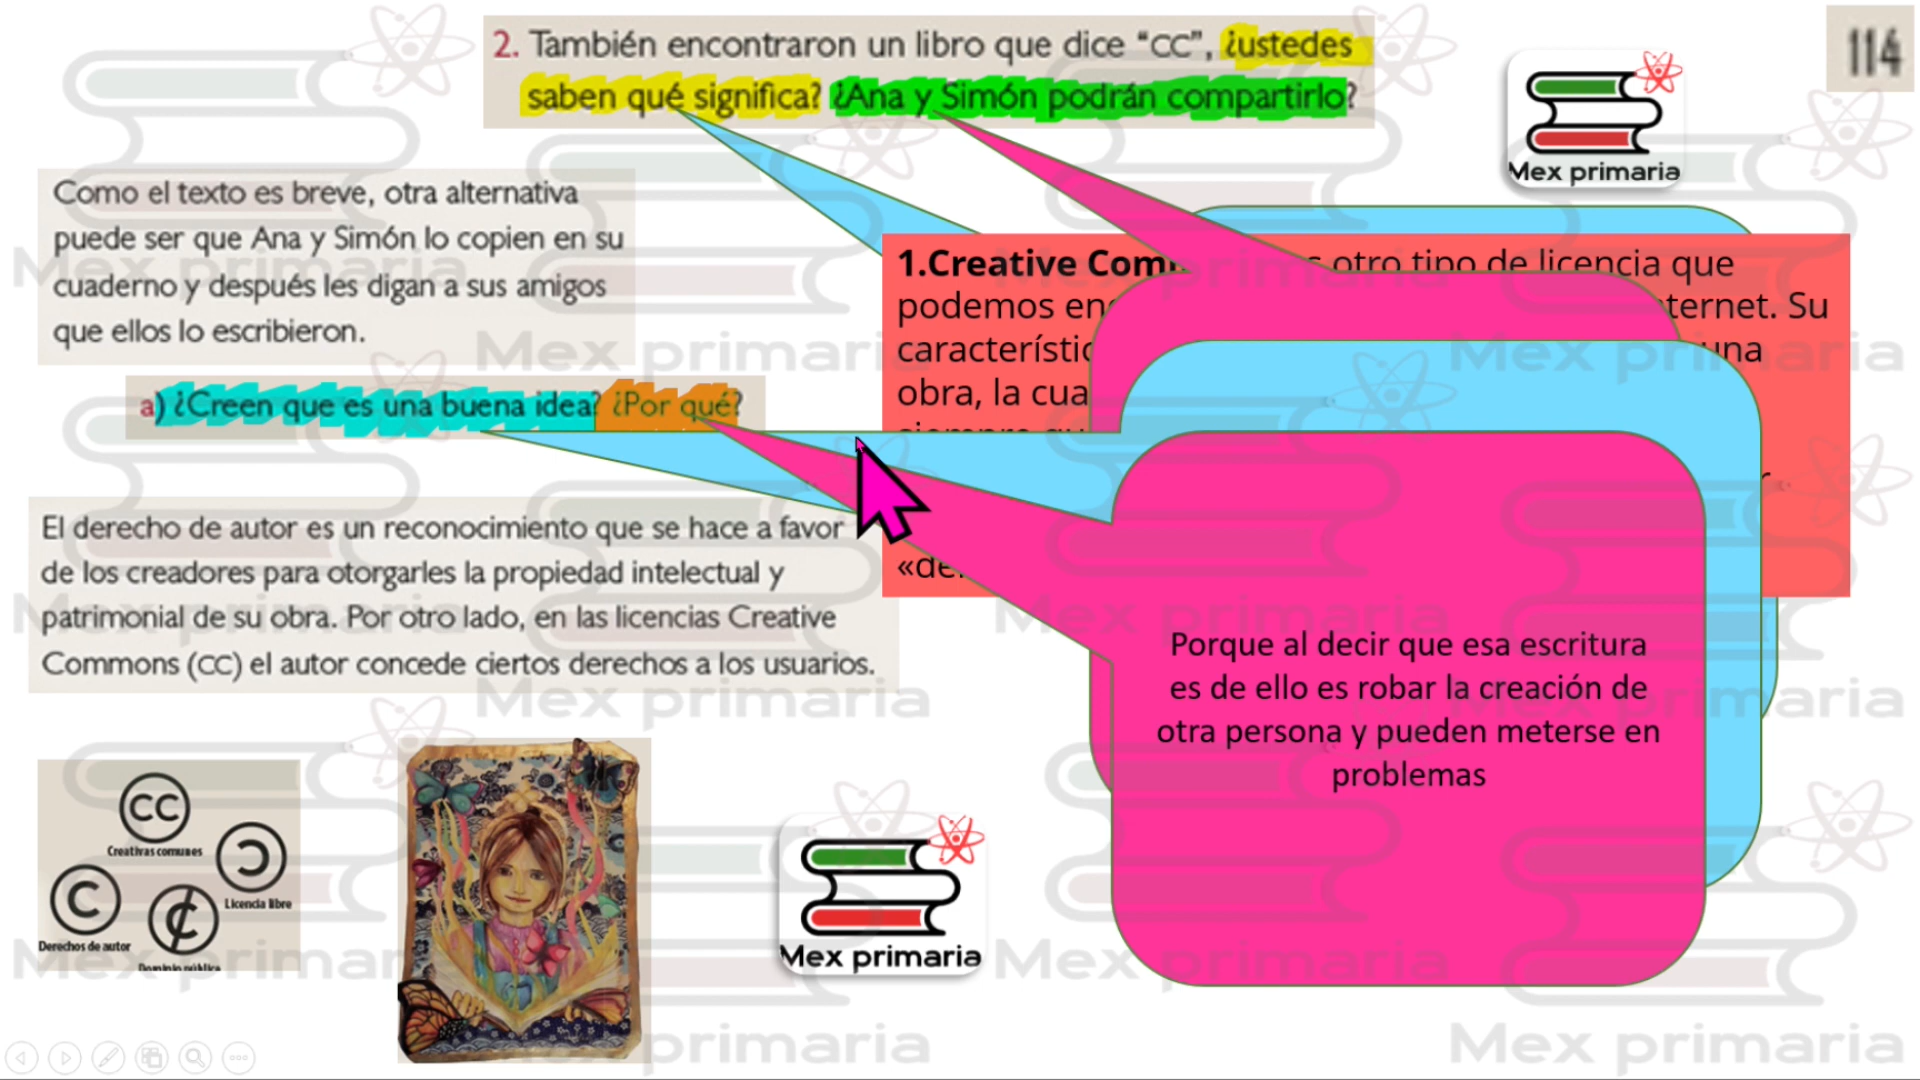 2. También encontraron un libro que dice “CC”, ¿ustedes
saben qué significa? ¿Ana y Simón podrán compartirlo?
114
Mex primaria
Como el texto es breve, otra alternativa
puede ser que Ana y Simón lo copien en su
cuaderno y después les digan a sus amigos
que ellos lo escribieron.
a) ¿Creen que es una buena idea? ¿Por qué?
1.Creative Com otro tipo de licencia que
podemos en nternet. Su
característic una
obra, la cua
«de
El derecho de autor es un reconocimiento que se hace a favor
de los creadores para otorgarles la propiedad intelectual y
patrimonial de su obra. Por otro lado, en las licencias Creative
Commons (CC) el autor concede ciertos derechos a los usuarios.
Porque al decir que esa escritura
es de ello es robar la creación de
otra persona y pueden meterse en
problemas
CC
Creativas comunes
Licencia libre
C
Derechos de autor
Dominio público
Mex primaria